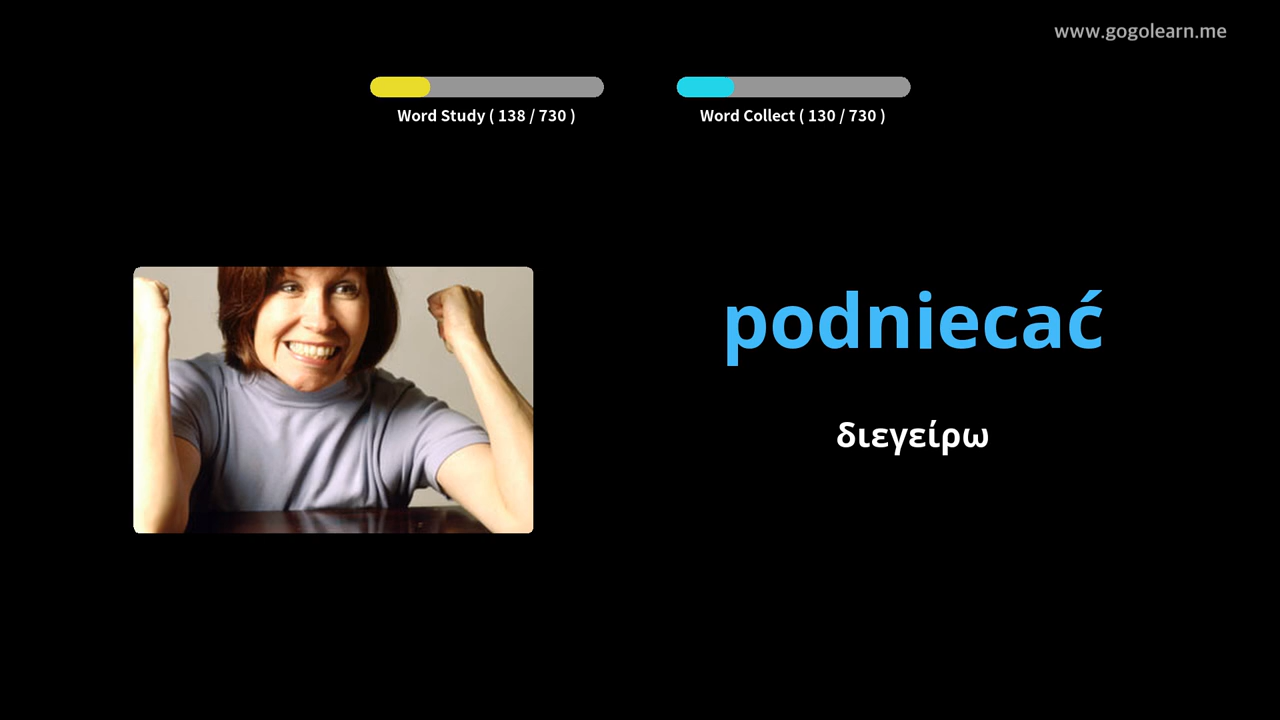 www.gogolearn.me
Word Study ( 138 / 730 )
Word Collect ( 130 / 730 )
podniecać
διεγείρω